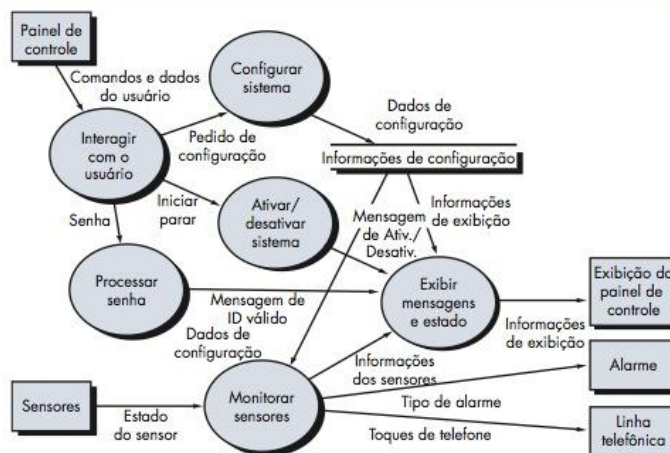 Painel de
controle
Comandos e dados
do usuário
Configurar
sistema
Interagir
com o
usuário
Pedido de
configuração
Dados de
configuração
Informações de configuração
Senha
Iniciar
parar
Ativar/
desativar
sistema
Mensagem
de Ativ./
Desativ.
Informações
de exibição
Processar
senha
Mensagem de
ID válido
Exibir
mensagens
e estado
Exibição do
painel de
controle
Informações
de exibição
Dados de
configuração
Informações
dos sensores
Sensores
Estado
do sensor
Monitorar
sensores
Tipo de alarme
Alarme
Toques de telefone
Linha
telefônica